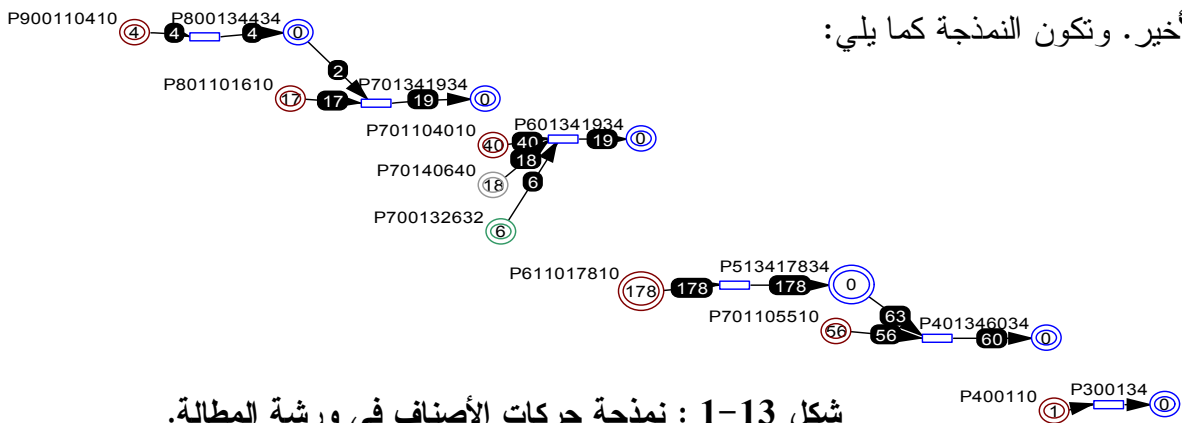 أخير. وتكون النمذجة كما يلي:
P900110410 P800134434
4 4 4 0
2
P801101610 P701341934
17 17 19 0
P701104010 P601341934
40 40 19 0
18
P70140640
18 6
P700132632
6
P611017810 P513417834
178 178 178 0
P701105510 63 P401346034
56 56 60 0
P400110 P300134
1 0
شكل 13-1 : نمذجة حركات الأصناف في ورشة المطالة.